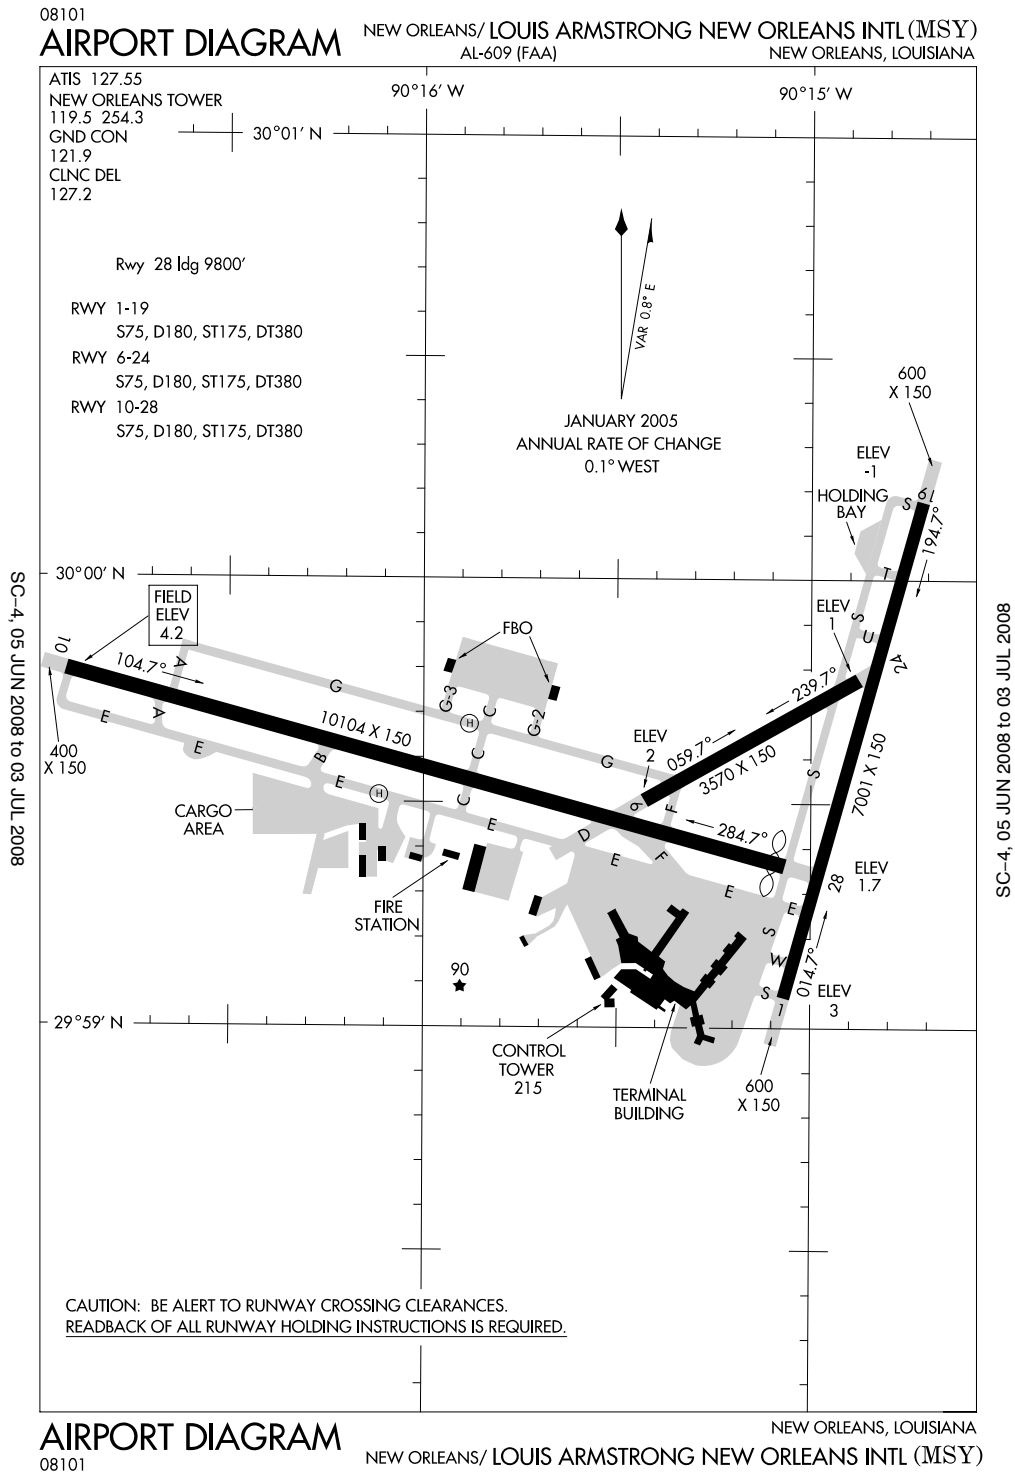 08101
AIRPORT DIAGRAM
NEW ORLEANS/ LOUIS ARMSTRONG NEW ORLEANS INTL (MSY)
AL-609 (FAA)
NEW ORLEANS, LOUISIANA
ATIS 127.55
NEW ORLEANS TOWER
119.5 254.3
GND CON
121.9
CLNC DEL
127.2
90°16' W
90°15' W
30°01' N
Rwy 28 ldg 9800'
RWY 1-19
S75, D180, ST175, DT380
RWY 6-24
S75, D180, ST175, DT380
RWY 10-28
S75, D180, ST175, DT380
VAR 0.8° E
JANUARY 2005
ANNUAL RATE OF CHANGE
0.1° WEST
600
X 150
ELEV
-1
HOLDING
BAY
S
19
194.7°
T
30°00' N
FIELD
ELEV
4.2
10
104.7°
A
A
G
FBO
G-3
C
G-2
H
ELEV
1
S
U
24
239.7°
400
X 150
E
E
10104 X 150
B
E
H
C
C
E
G
ELEV
2
059.7°
3570 X 150
6
F
S
7001 X 150
CARGO
AREA
D
E
F
284.7°
E
28
ELEV
1.7
FIRE
STATION
E
S
W
S
014.7°
1
ELEV
3
90
29°59' N
CONTROL
TOWER
215
TERMINAL
BUILDING
600
X 150
SC-4, 05 JUN 2008 to 03 JUL 2008
SC-4, 05 JUN 2008 to 03 JUL 2008
CAUTION: BE ALERT TO RUNWAY CROSSING CLEARANCES.
READBACK OF ALL RUNWAY HOLDING INSTRUCTIONS IS REQUIRED.
AIRPORT DIAGRAM
08101
NEW ORLEANS, LOUISIANA
NEW ORLEANS/ LOUIS ARMSTRONG NEW ORLEANS INTL (MSY)